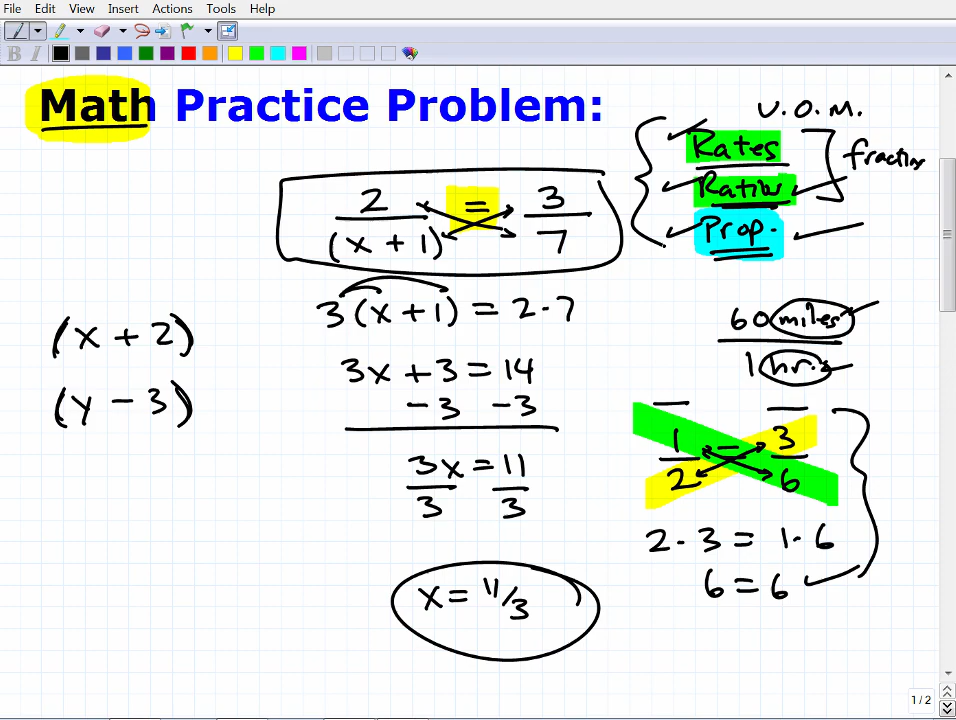 File Edit View Insert Actions Tools Help
B I
Math Practice Problem:
U.O.M.
Rates
Ratios
fractions
Prop.
2 = 3
(x + 1) 7
3(x + 1) = 2·7
3x + 3 = 14
-3 -3
3x = 11
3 3
x = 11/3
(x + 2)
(y - 3)
60 miles
1 hr.
1 = 3
2 6
2·3 = 1·6
6 = 6
1 / 2